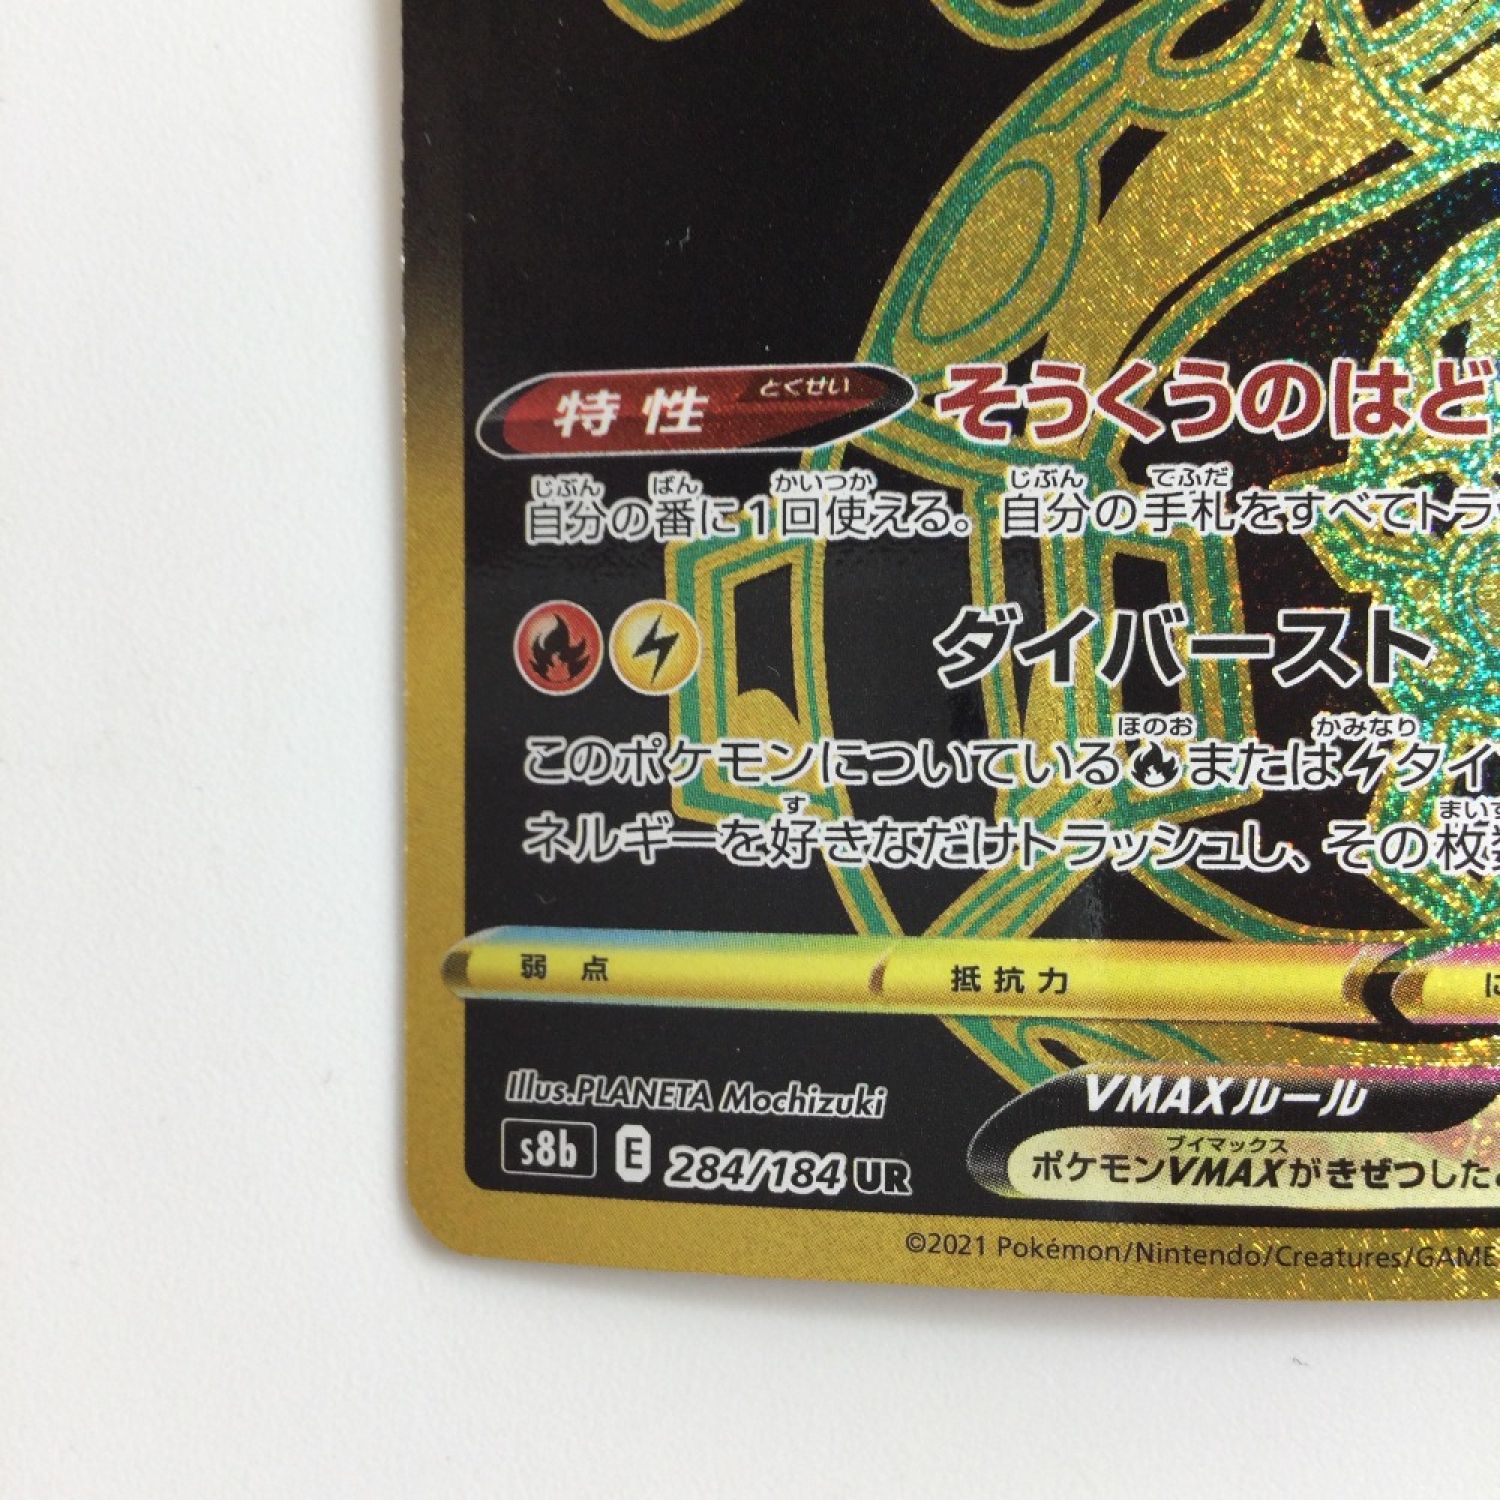 特性 とくせい そうくうのはど
じぶん ばん かいつか じぶん てふだ
自分の番に1回使える。自分の手札をすべてトラッ
ダイバースト
ほのお かみなり
このポケモンについているまたはタイ
す まいす
ネルギーを好きなだけトラッシュし、その枚数
弱点 抵抗力 に
Illus.PLANETA Mochizuki
VMAXルール
s8b E 284/184 UR
ブイマックス
ポケモンVMAXがきぜつしたと
©2021 Pokémon/Nintendo/Creatures/GAME